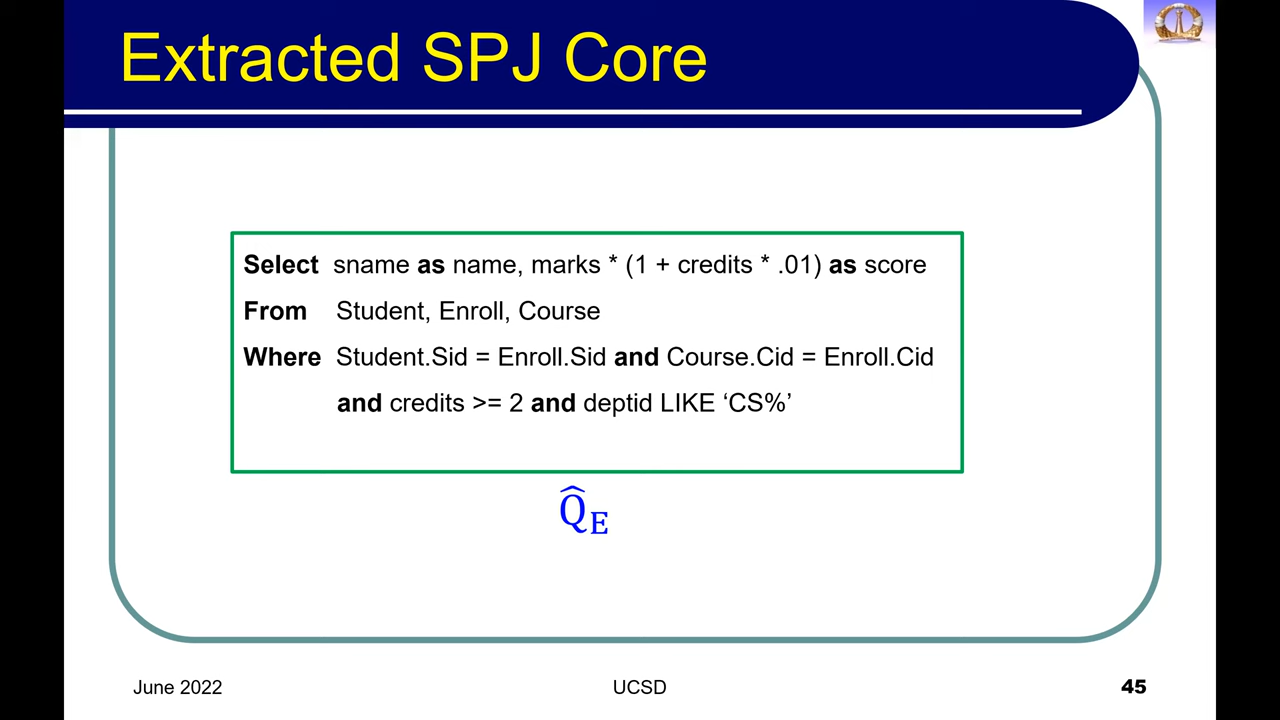 Extracted SPJ Core
Select sname as name, marks * (1 + credits * .01) as score
From Student, Enroll, Course
Where Student.Sid = Enroll.Sid and Course.Cid = Enroll.Cid
and credits >= 2 and deptid LIKE ‘CS%’
Q̂E
June 2022 UCSD 45